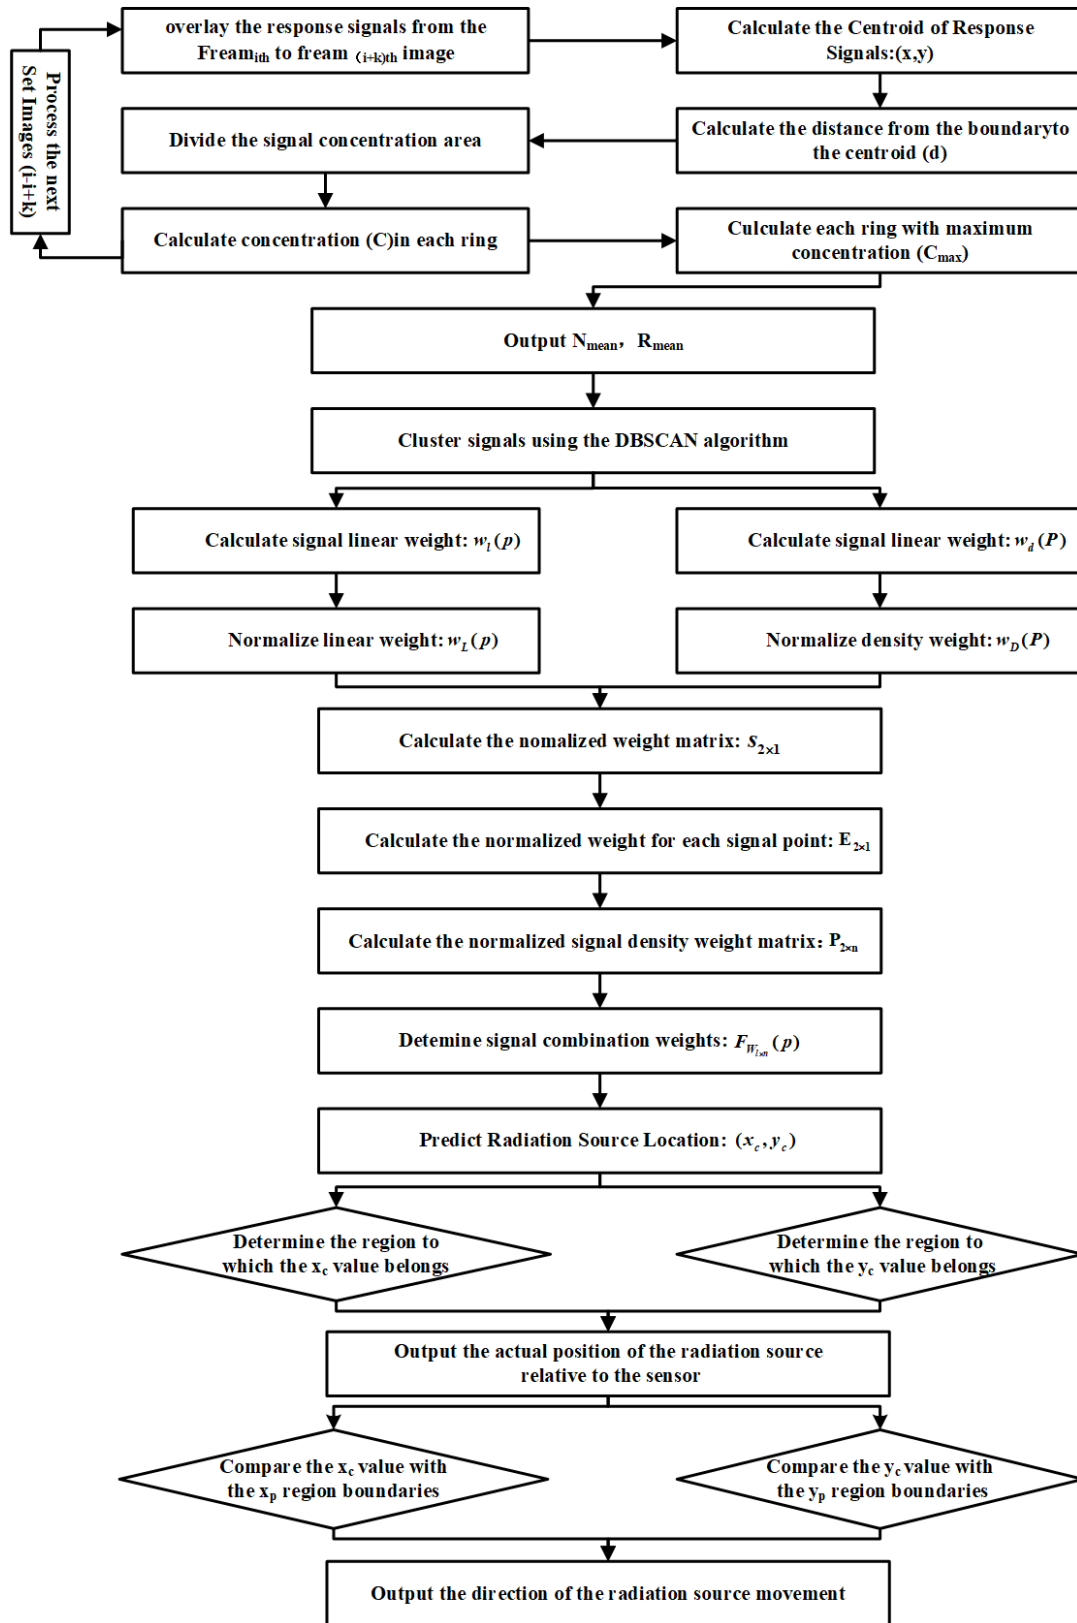 overlay the response signals from the
Fream_ith to fream （i+k)th image
Calculate the Centroid of Response
Signals:(x,y)
Process the next
Set Images (i-i+k)
Divide the signal concentration area
Calculate the distance from the boundaryto
the centroid (d)
Calculate concentration (C)in each ring
Culculate each ring with maximum
concentration (Cmax)
Output Nmean，Rmean
Cluster signals using the DBSCAN algorithm
Calculate signal linear weight: wl(p)
Calculate signal linear weight: wd(P)
Normalize linear weight: wL(p)
Normalize density weight: wD(P)
Calculate the nomalized weight matrix: s2×1
Calculate the normalized weight for each signal point: E2×1
Calculate the normalized signal density weight matrix：P2×n
Detemine signal combination weights: FW1×n(p)
Predict Radiation Source Location: (xc,yc)
Determine the region to
which the xc value belongs
Determine the region to
which the yc value belongs
Output the actual position of the radiation source
relative to the sensor
Compare the xc value with
the xp region boundaries
Compare the yc value with
the yp region boundaries
Output the direction of the radiation source movement